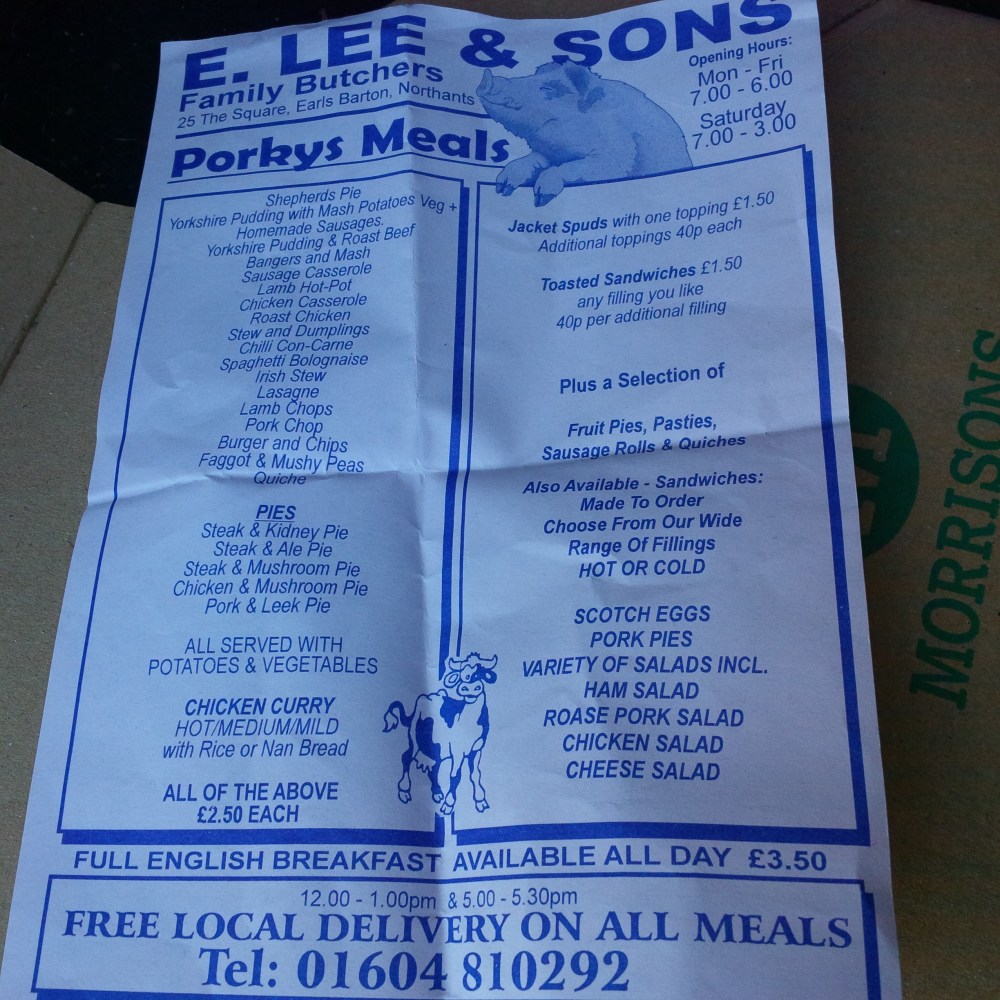 E. LEE & SONS
Family Butchers
25 The Square, Earls Barton, Northants
Opening Hours:
Mon - Fri
7.00 - 6.00
Saturday
7.00 - 3.00
Porkys Meals
Shepherds Pie
Yorkshire Pudding with Mash Potatoes Veg +
Homemade Sausages.
Yorkshire Pudding & Roast Beef
Bangers and Mash
Sausage Casserole
Lamb Hot-Pot
Chicken Casserole
Roast Chicken
Stew and Dumplings
Chilli Con-Carne
Spaghetti Bolognaise
Irish Stew
Lasagne
Lamb Chops
Pork Chop
Burger and Chips
Faggot & Mushy Peas
Quiche
PIES
Steak & Kidney Pie
Steak & Ale Pie
Steak & Mushroom Pie
Chicken & Mushroom Pie
Pork & Leek Pie
ALL SERVED WITH
POTATOES & VEGETABLES
CHICKEN CURRY
HOT/MEDIUM/MILD
with Rice or Nan Bread
ALL OF THE ABOVE
£2.50 EACH
Jacket Spuds with one topping £1.50
Additional toppings 40p each
Toasted Sandwiches £1.50
any filling you like
40p per additional filling
Plus a Selection of
Fruit Pies, Pasties,
Sausage Rolls & Quiches
Also Available - Sandwiches:
Made To Order
Choose From Our Wide
Range Of Fillings
HOT OR COLD
SCOTCH EGGS
PORK PIES
VARIETY OF SALADS INCL.
HAM SALAD
ROASE PORK SALAD
CHICKEN SALAD
CHEESE SALAD
FULL ENGLISH BREAKFAST AVAILABLE ALL DAY £3.50
12.00 - 1.00pm & 5.00 - 5.30pm
FREE LOCAL DELIVERY ON ALL MEALS
Tel: 01604 810292
MORRISONS